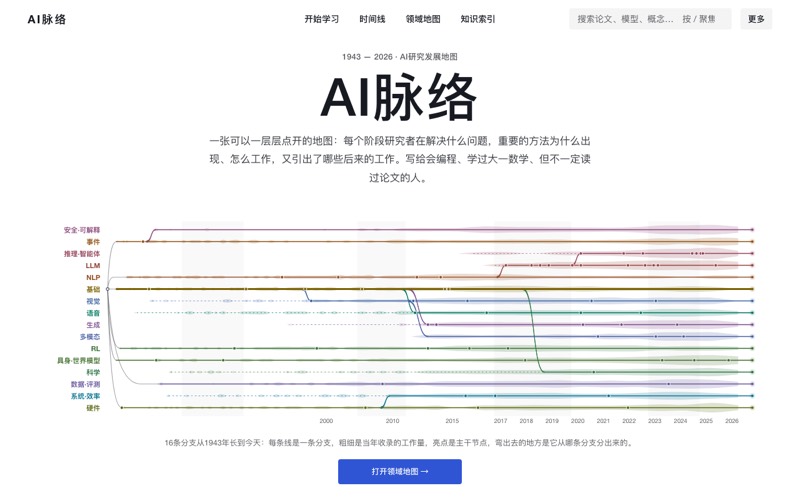 AI脉络
开始学习
时间线
领域地图
知识索引
搜索论文、模型、概念… 按 / 聚焦
更多
1943 — 2026 · AI研究发展地图
AI脉络
一张可以一层层点开的地图：每个阶段研究者在解决什么问题，重要的方法为什么出
现、怎么工作，又引出了哪些后来的工作。写给会编程、学过大一数学、但不一定读
过论文的人。
安全·可解释
事件
推理·智能体
LLM
NLP
基础
视觉
语音
生成
多模态
RL
具身·世界模型
科学
数据·评测
系统·效率
硬件
2000
2010
2015
2017
2018
2019
2020
2021
2022
2023
2024
2025
2026
16条分支从1943年长到今天：每条线是一条分支，粗细是当年收录的工作量，亮点是主干节点，弯出去的地方是它从哪条分支分出来的。
打开领域地图 →